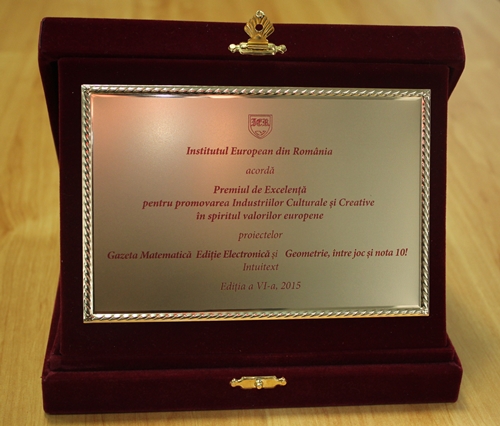 Institutul European din România
acordă
Premiul de Excelență
pentru promovarea Industriilor Culturale și Creative
în spiritul valorilor europene
proiectelor
Gazeta Matematică Ediție Electronică și Geometrie, între joc și nota 10!
Intuitext
Ediția a VI-a, 2015